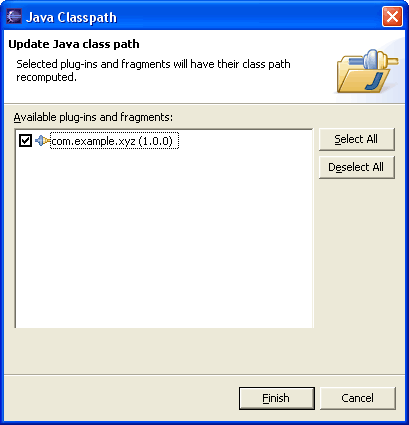 Java Classpath
Update Java class path
Selected plug-ins and fragments will have their class path
recomputed.
Available plug-ins and fragments:
com.example.xyz (1.0.0)
Select All
Deselect All
Finish
Cancel